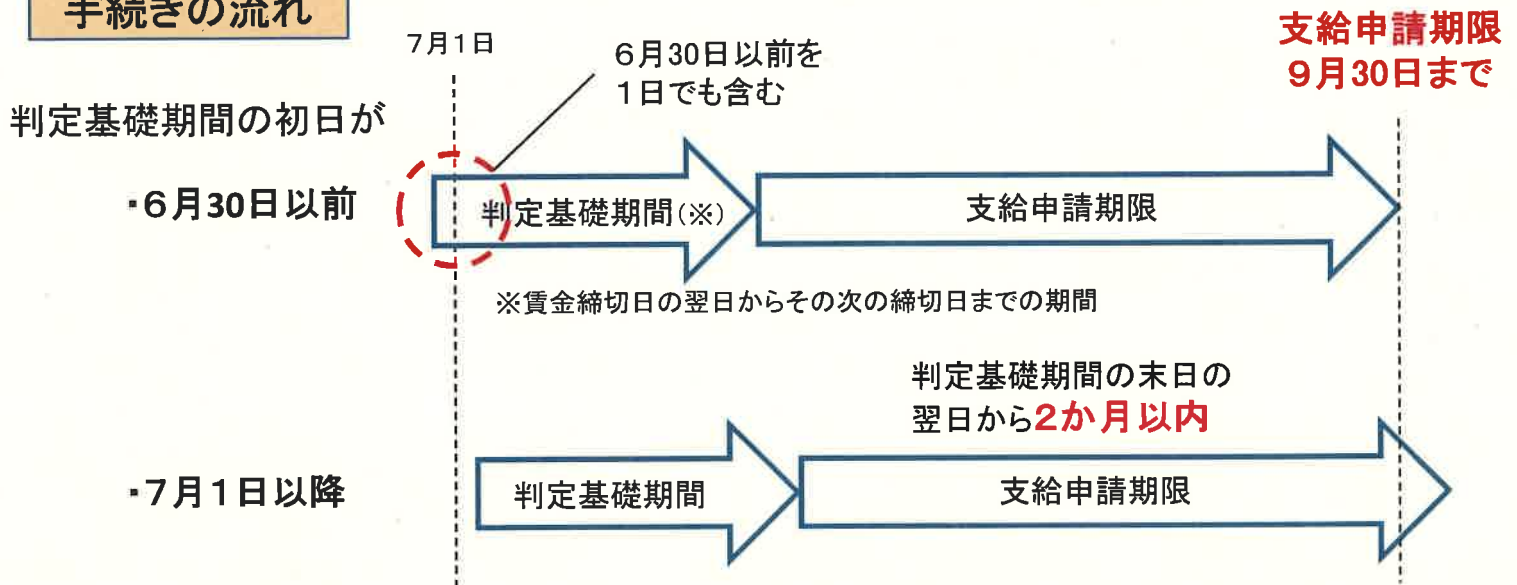 手続きの流れ
7月1日
6月30日以前を
1日でも含む
支給申請期限
9月30日まで
判定基礎期間の初日が
・6月30日以前
判定基礎期間(※)
支給申請期限
※賃金締切日の翌日からその次の締切日までの期間
判定基礎期間の末日の
翌日から2か月以内
・7月1日以降
判定基礎期間
支給申請期限